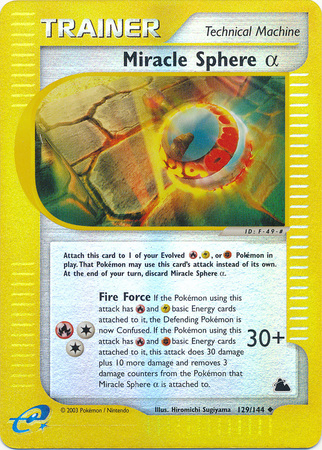 TRAINER
Technical Machine
Miracle Sphere α
ID: F-49-#
Attach this card to 1 of your Evolved , , or Pokémon in
play. That Pokémon may use this card's attack instead of its own.
At the end of your turn, discard Miracle Sphere α.
Fire Force If the Pokémon using this
attack has and basic Energy cards
attached to it, the Defending Pokémon is
now Confused. If the Pokémon using this
attack has and basic Energy cards
attached to it, this attack does 30 damage
plus 10 more damage and removes 3
damage counters from the Pokémon that
Miracle Sphere α is attached to.
30+
e
© 2003 Pokémon / Nintendo
Illus. Hiromichi Sugiyama
129/144 ◆